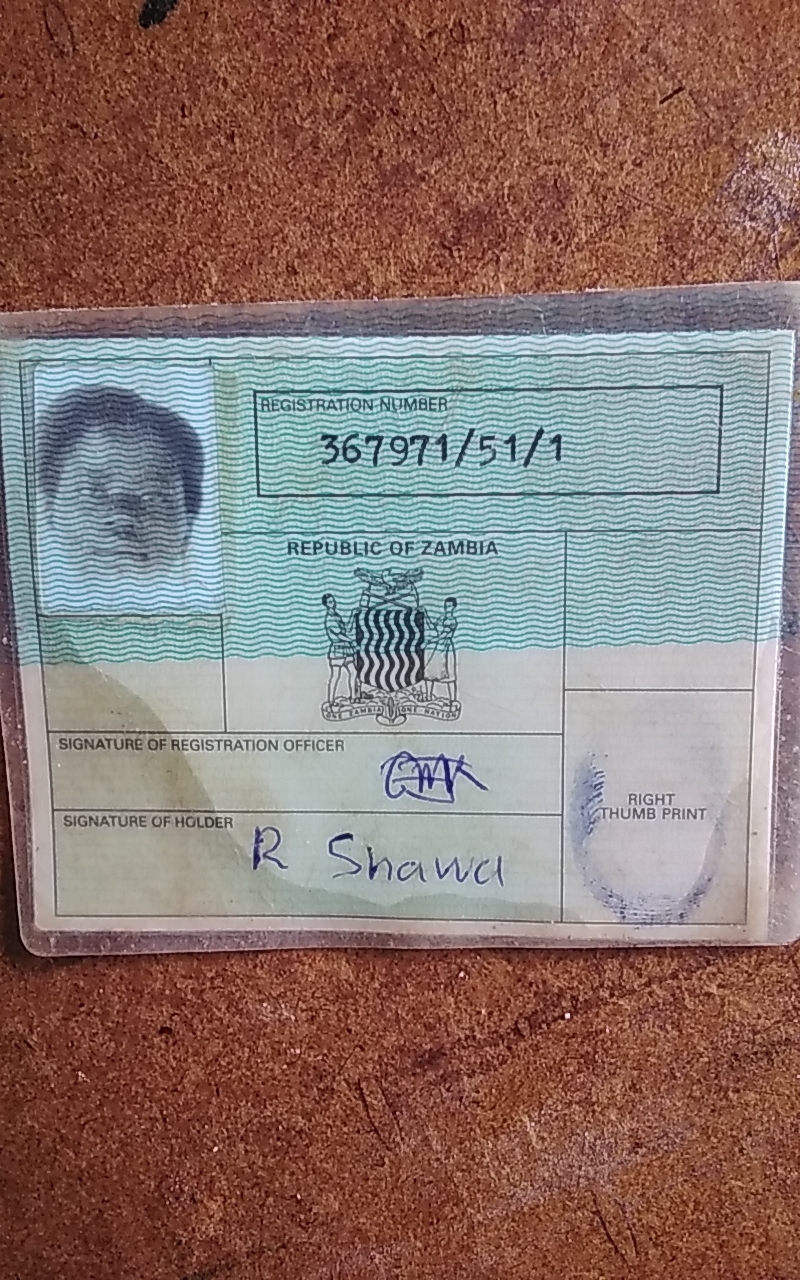 REGISTRATION NUMBER
367971/51/1
REPUBLIC OF ZAMBIA
ONE ZAMBIA ONE NATION
SIGNATURE OF REGISTRATION OFFICER
SIGNATURE OF HOLDER
R Shawa
RIGHT
THUMB PRINT